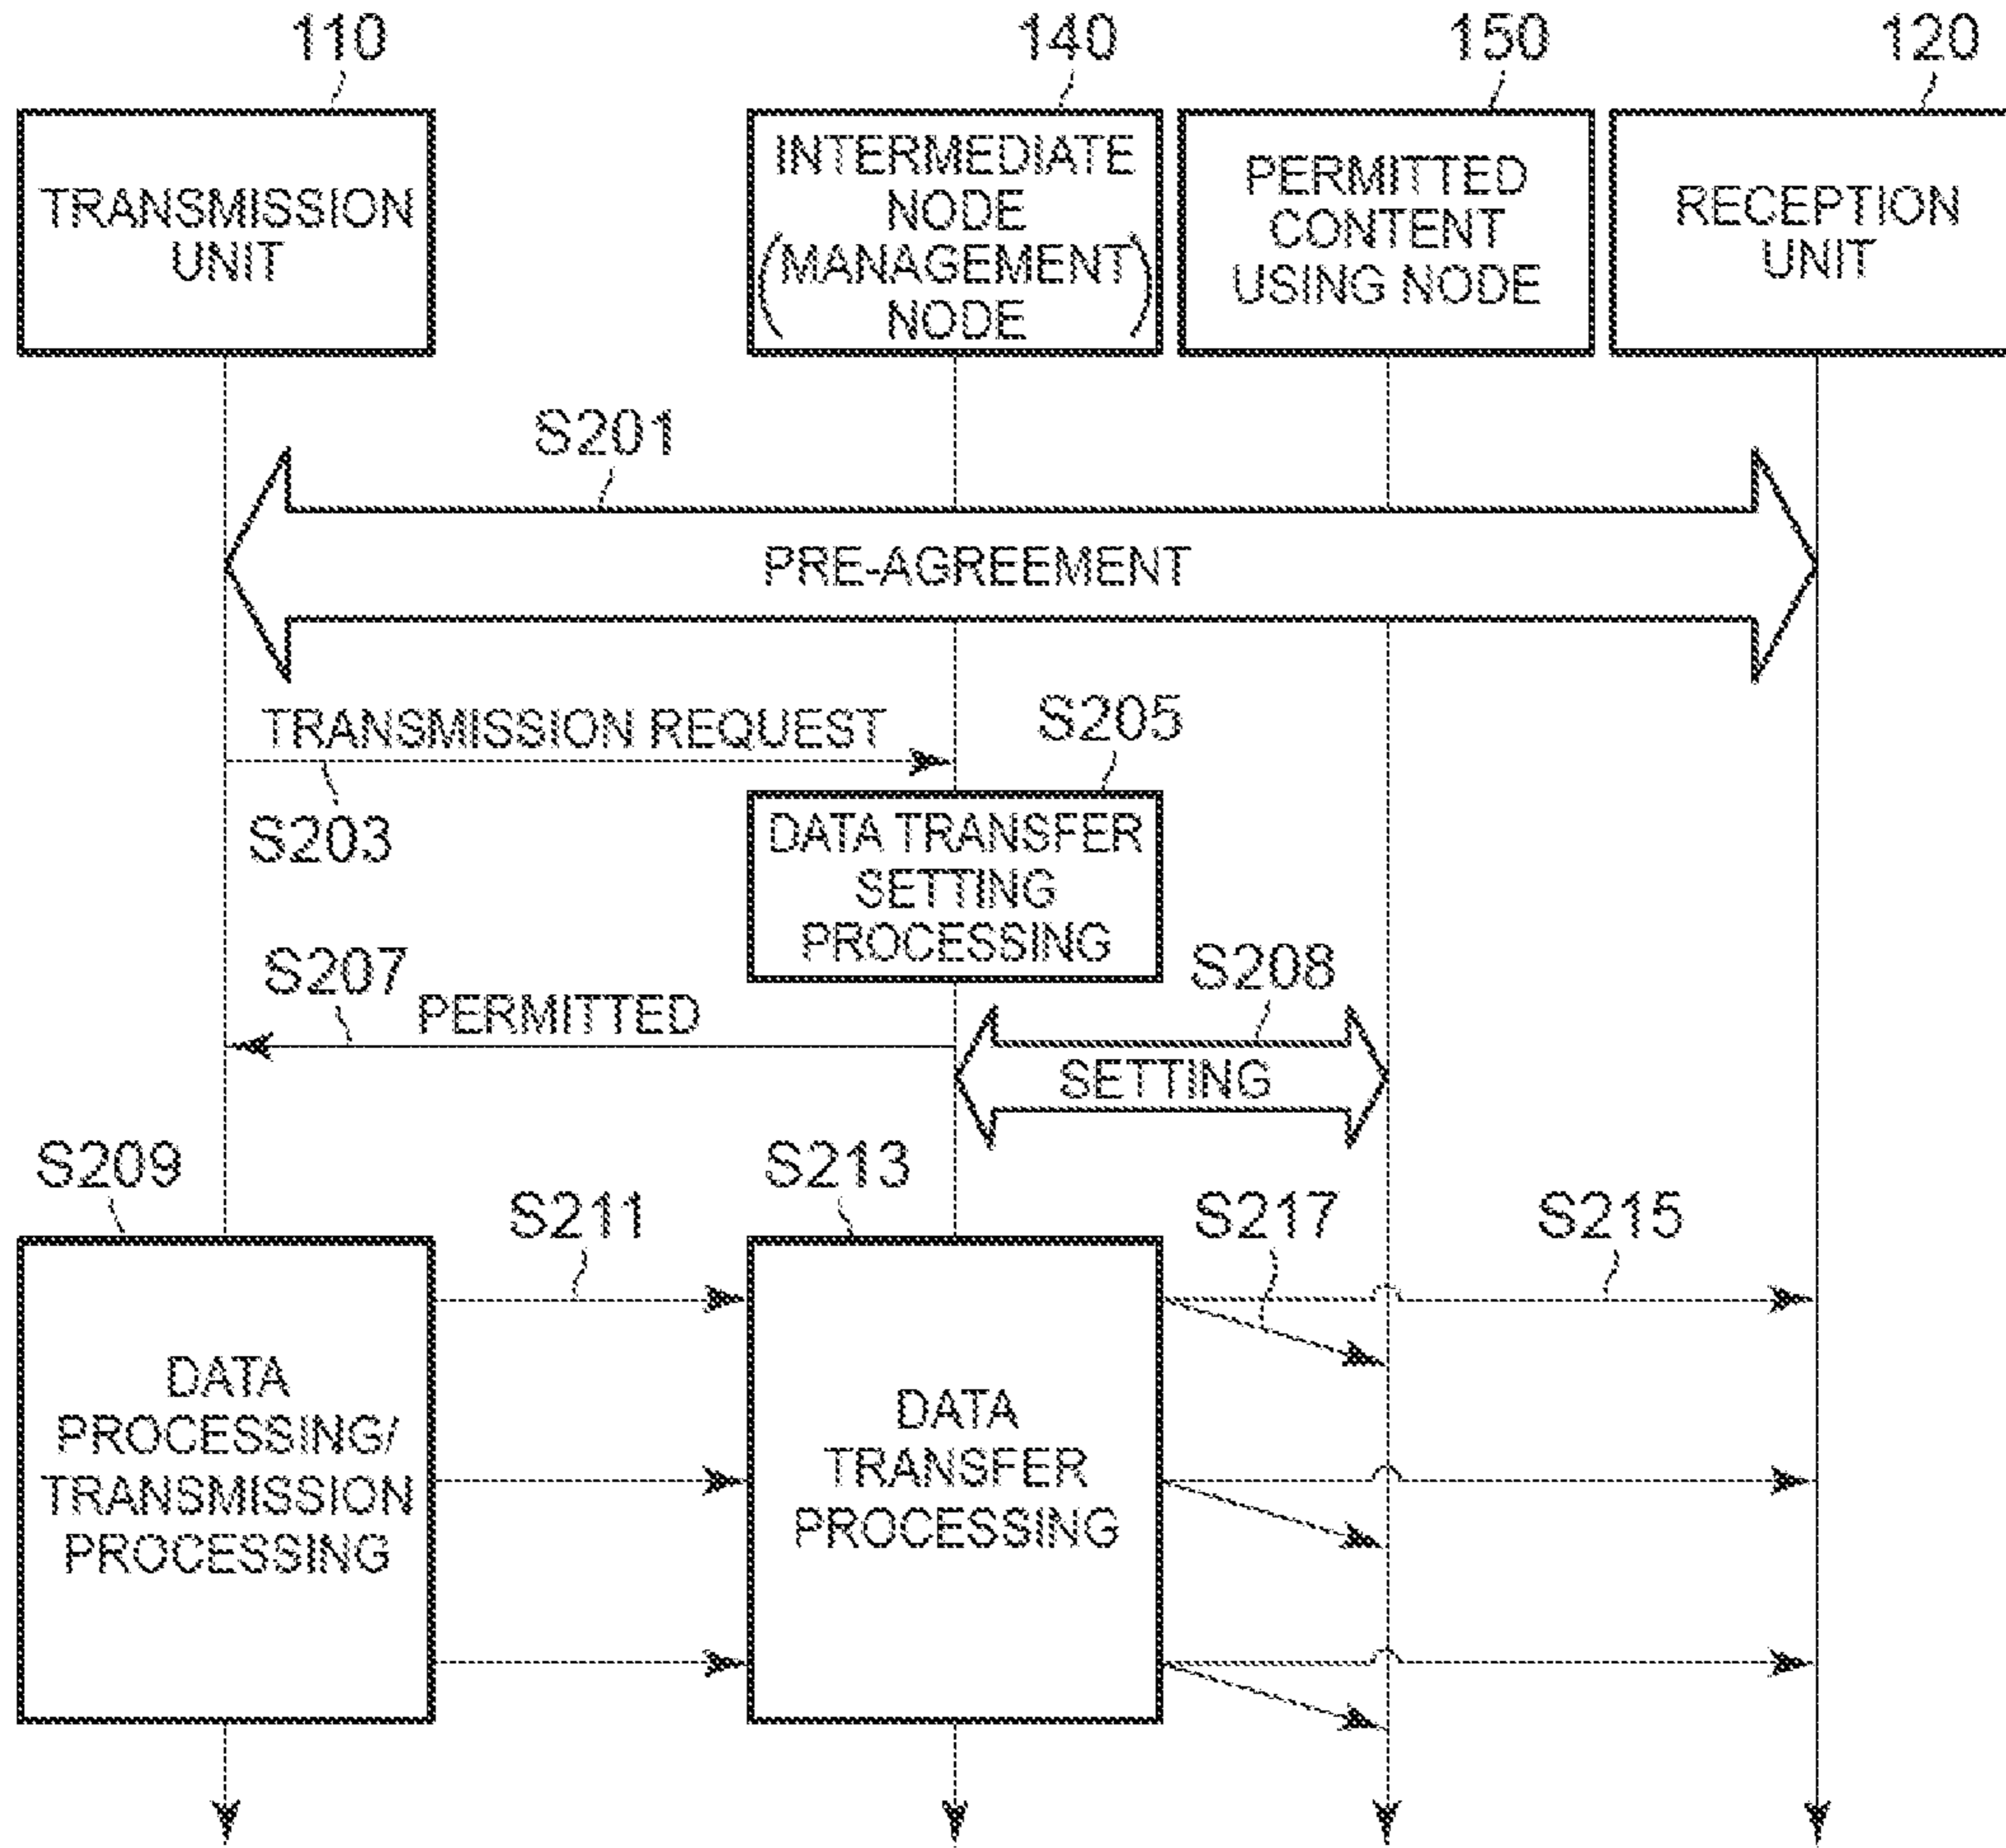 110
140
150
120
TRANSMISSION
UNIT
INTERMEDIATE
NODE
(MANAGEMENT
NODE)
PERMITTED
CONTENT
USING NODE
RECEPTION
UNIT
S201
PRE-AGREEMENT
TRANSMISSION REQUEST
S203
S205
DATA TRANSFER
SETTING
PROCESSING
S207
PERMITTED
S208
SETTING
S209
S211
S213
S217
S215
DATA
PROCESSING/
TRANSMISSION
PROCESSING
DATA
TRANSFER
PROCESSING